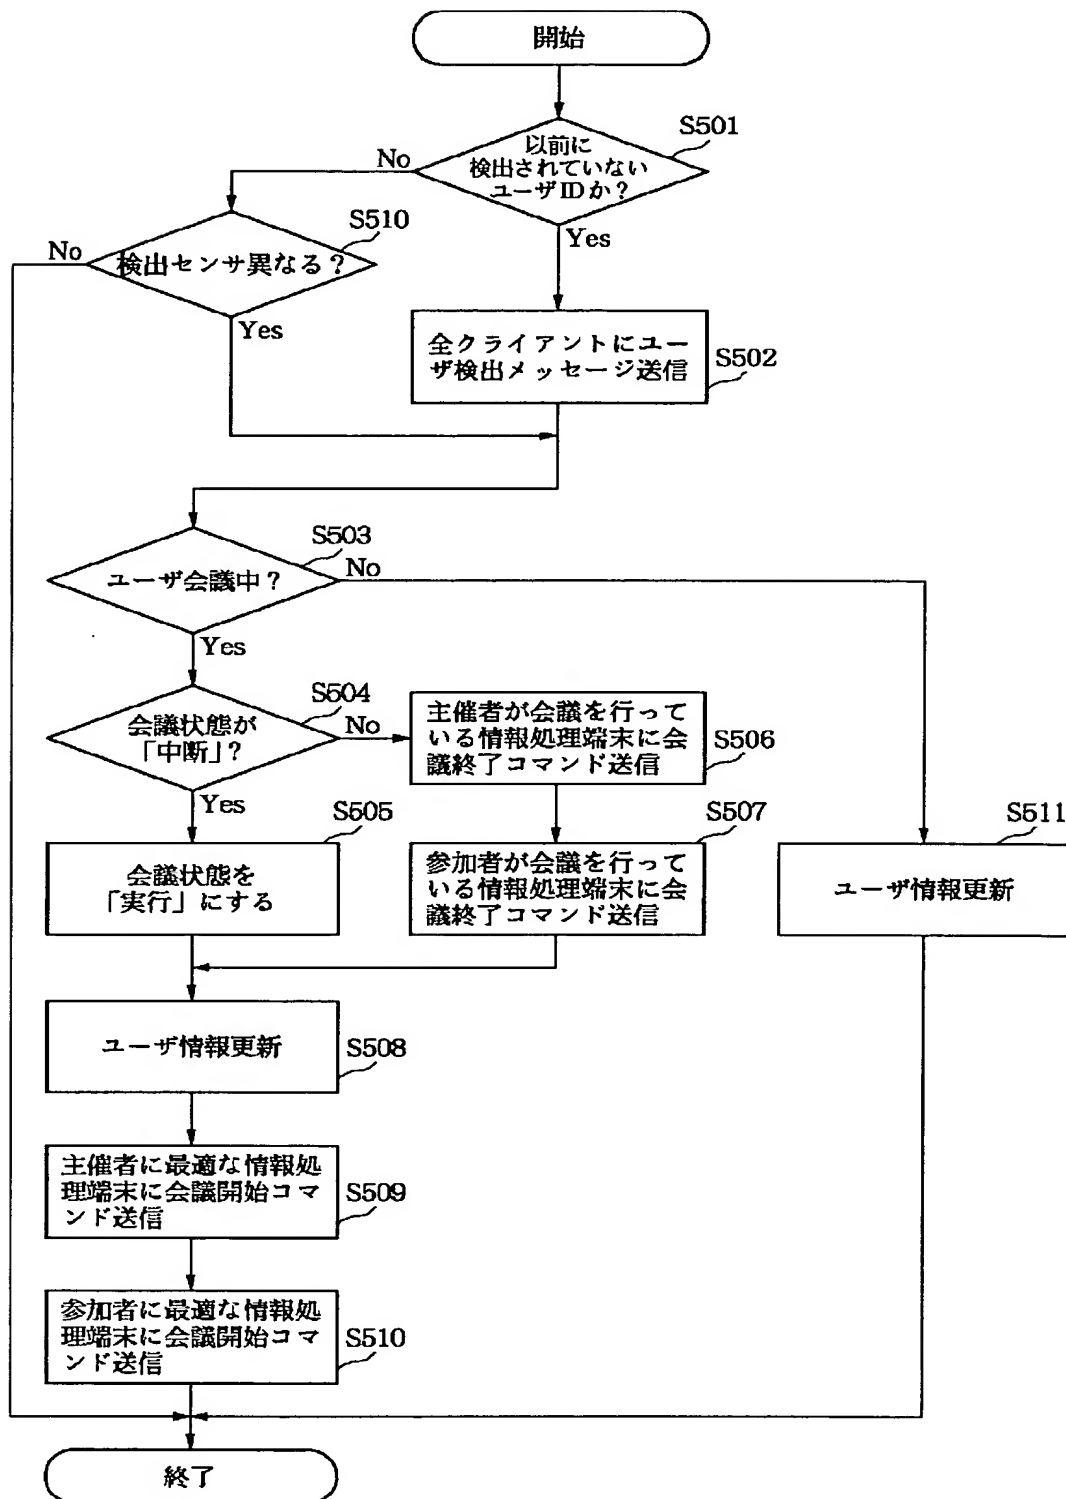 開始
S501
以前に
検出されていない
ユーザIDか？
No
Yes
S510
検出センサ異なる？
No
Yes
全クライアントにユー
ザ検出メッセージ送信
S502
S503
ユーザ会議中？
No
Yes
S504
会議状態が
「中断」？
No
Yes
主催者が会議を行って
いる情報処理端末に会
議終了コマンド送信
S506
S505
会議状態を
「実行」にする
S507
参加者が会議を行って
いる情報処理端末に会
議終了コマンド送信
S511
ユーザ情報更新
ユーザ情報更新
S508
主催者に最適な情報処
理端末に会議開始コマ
ンド送信
S509
参加者に最適な情報処
理端末に会議開始コマ
ンド送信
S510
終了